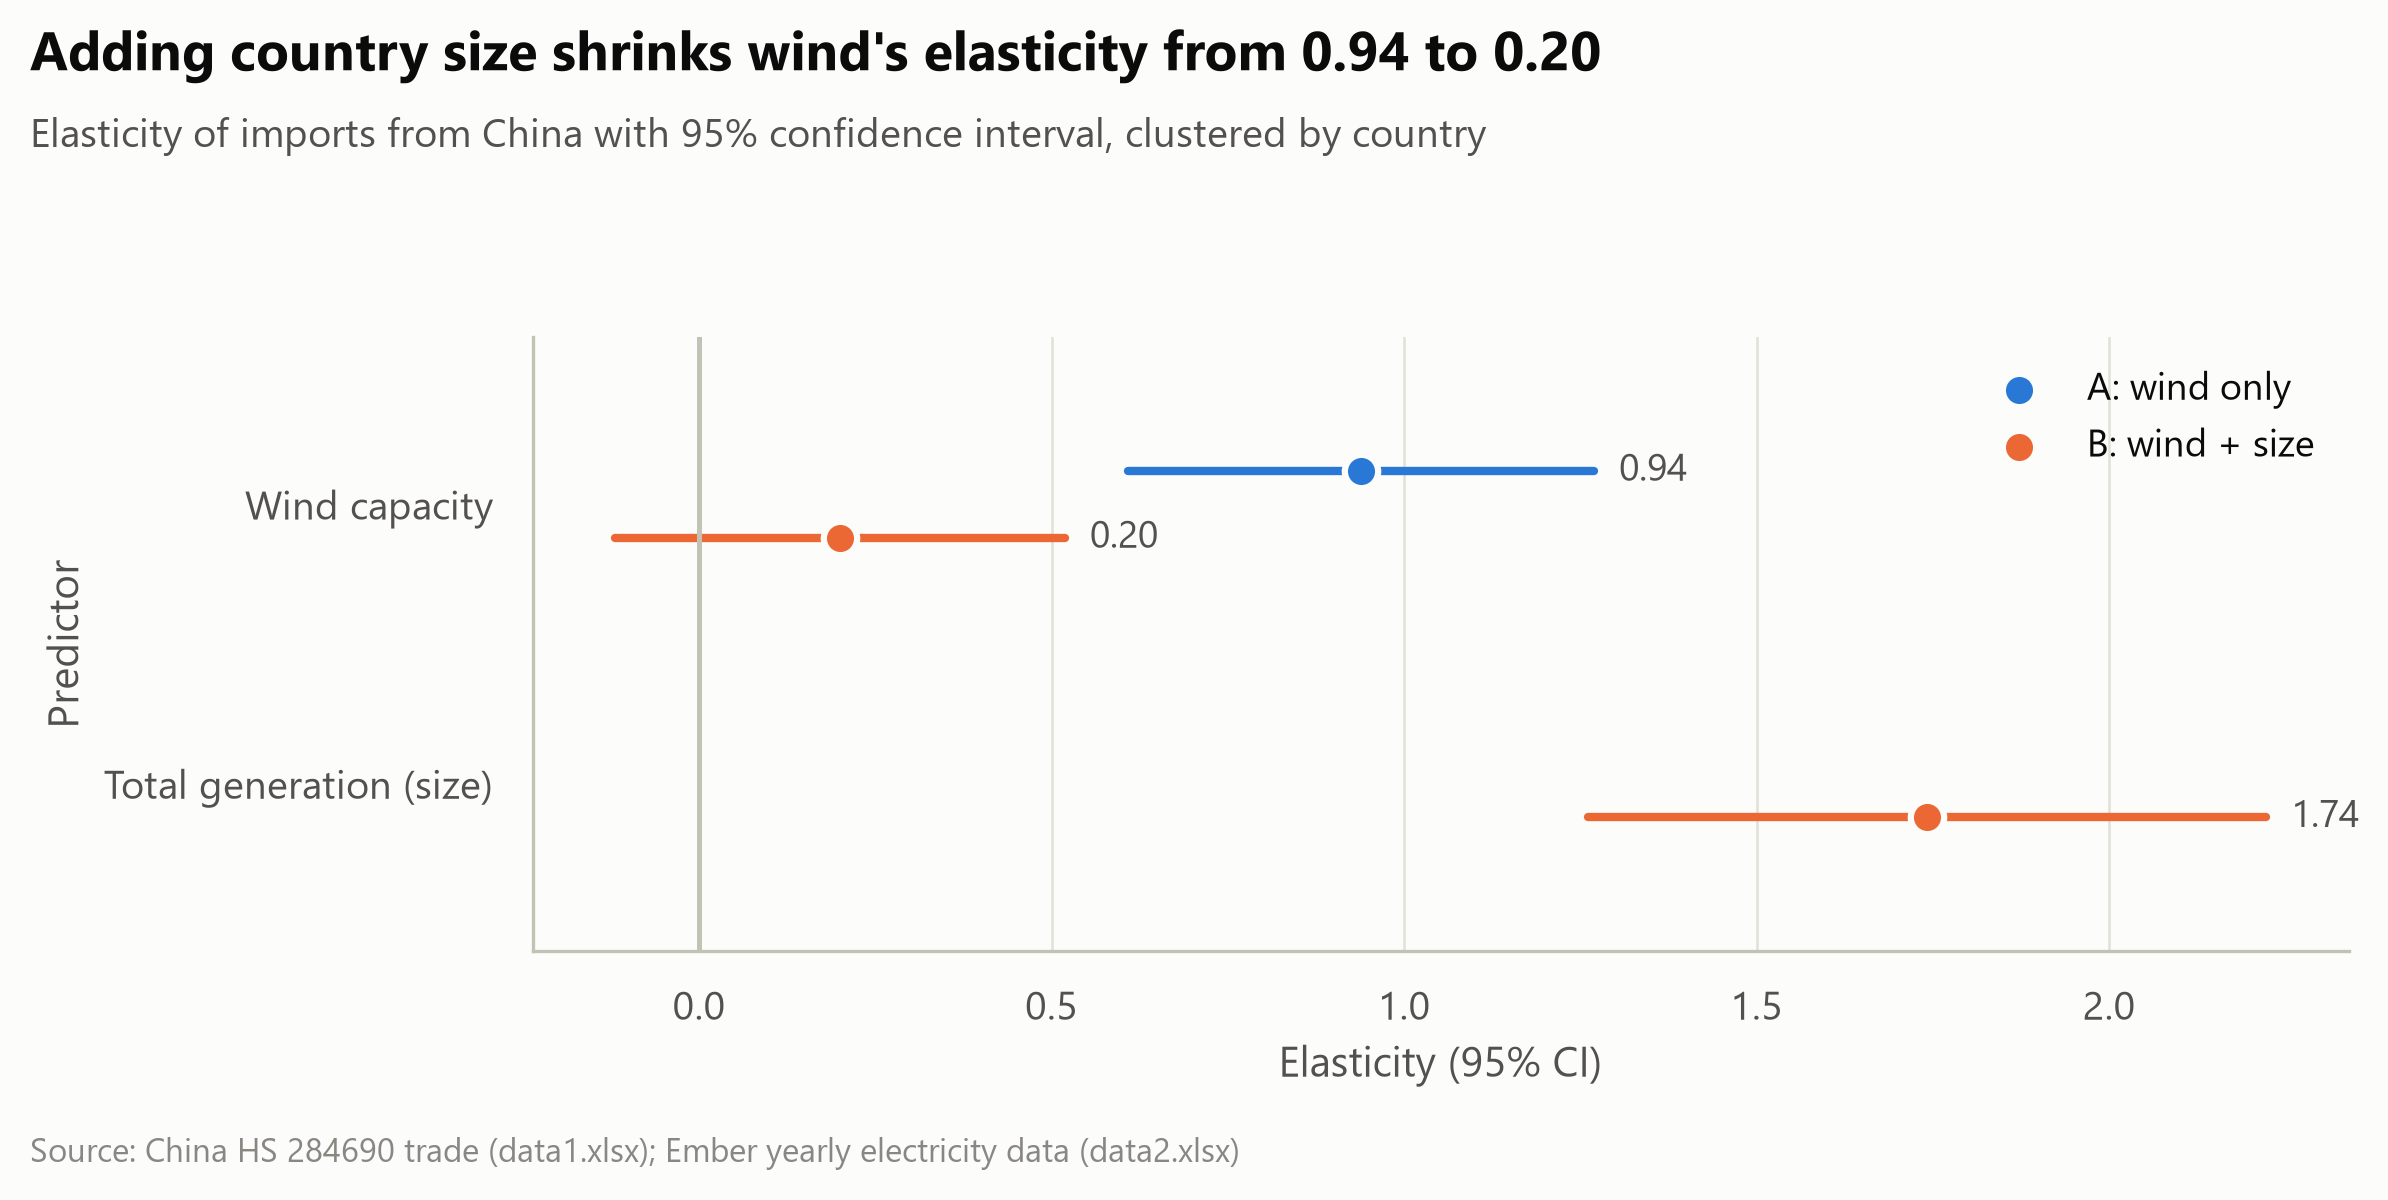 Adding country size shrinks wind's elasticity from 0.94 to 0.20
Elasticity of imports from China with 95% confidence interval, clustered by country
A: wind only
B: wind + size
0.94
Wind capacity
0.20
Predictor
Total generation (size)
1.74
0.0 0.5 1.0 1.5 2.0
Elasticity (95% CI)
Source: China HS 284690 trade (data1.xlsx); Ember yearly electricity data (data2.xlsx)